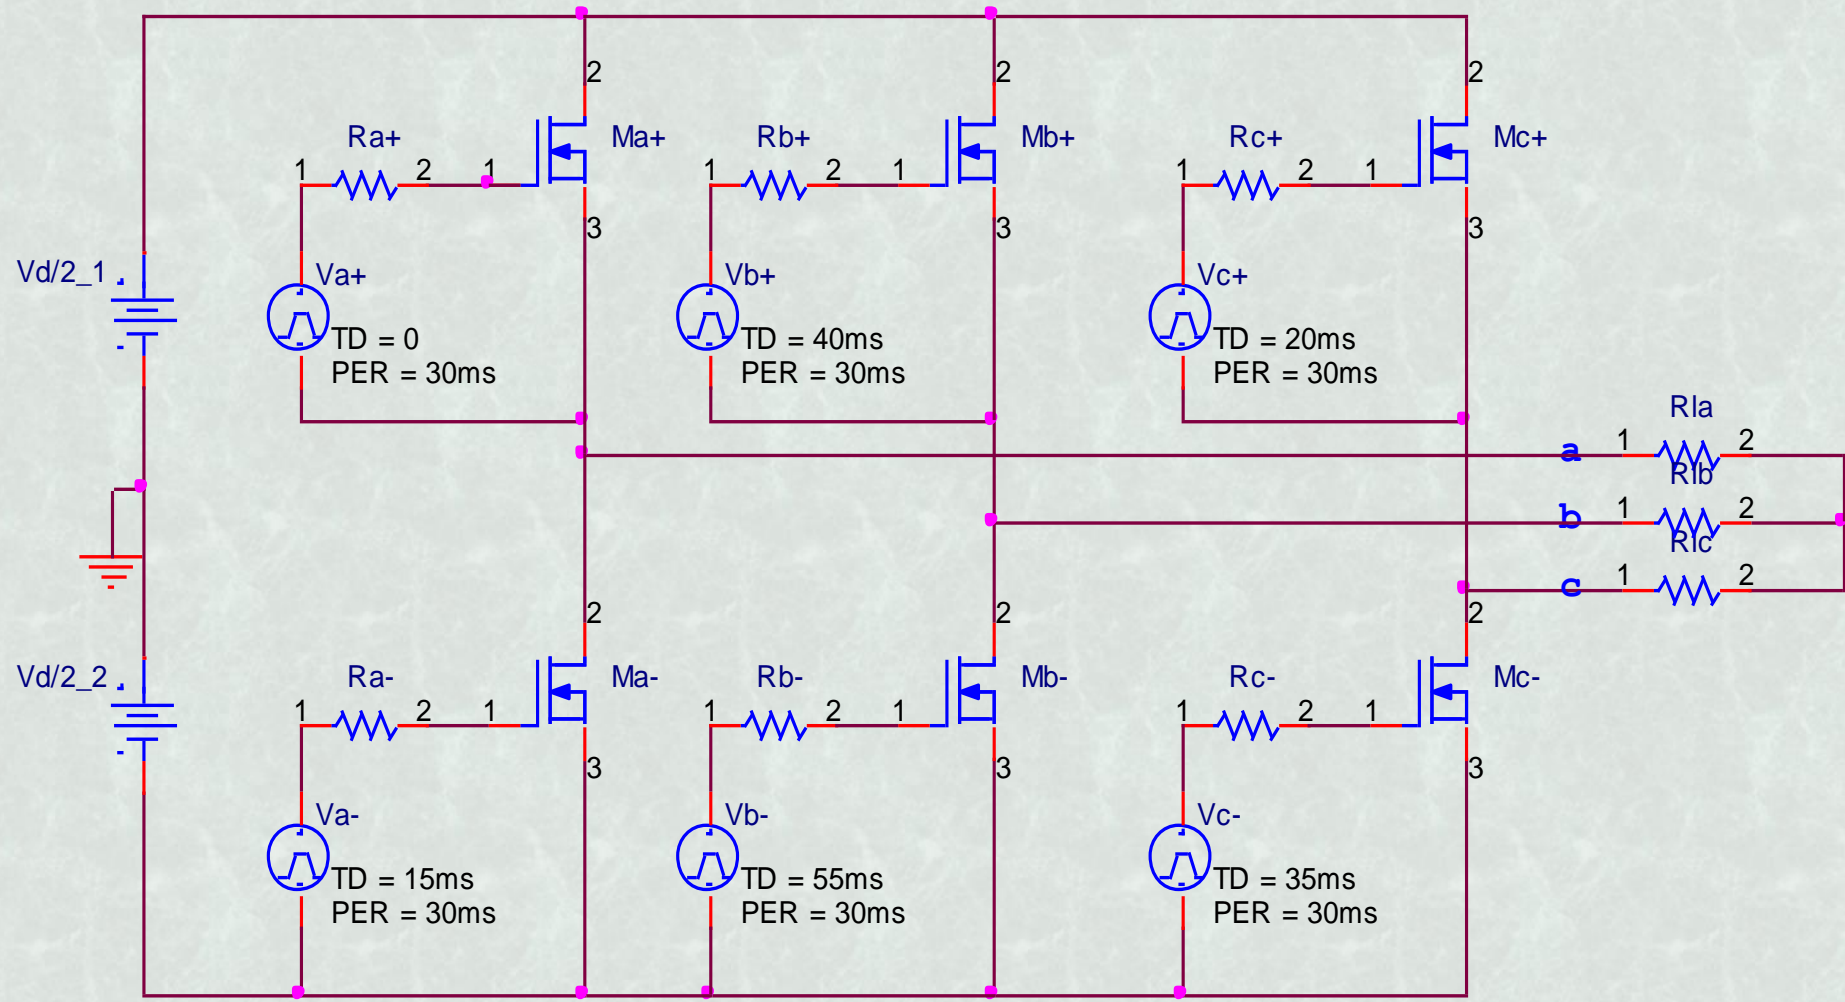 2
2
2
Ra+
Ma+
Rb+
Mb+
Rc+
Mc+
1
2
1
1
2
1
1
2
1
3
3
3
Vd/2_1
Va+
Vb+
Vc+
TD = 0
PER = 30ms
TD = 40ms
PER = 30ms
TD = 20ms
PER = 30ms
Rla
a
1
2
Rlb
b
1
2
Rlc
c
1
2
2
2
2
Vd/2_2
Ra-
Ma-
Rb-
Mb-
Rc-
Mc-
1
2
1
1
2
1
1
2
1
3
3
3
Va-
Vb-
Vc-
TD = 15ms
PER = 30ms
TD = 55ms
PER = 30ms
TD = 35ms
PER = 30ms